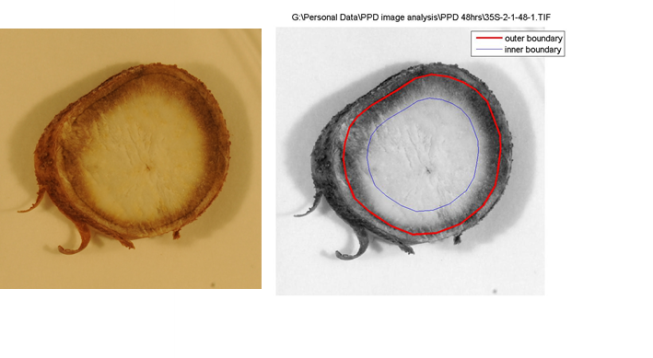 G:\Personal Data\PPD image analysis\PPD 48hrs\35S-2-1-48-1.TIF
outer boundary
inner boundary